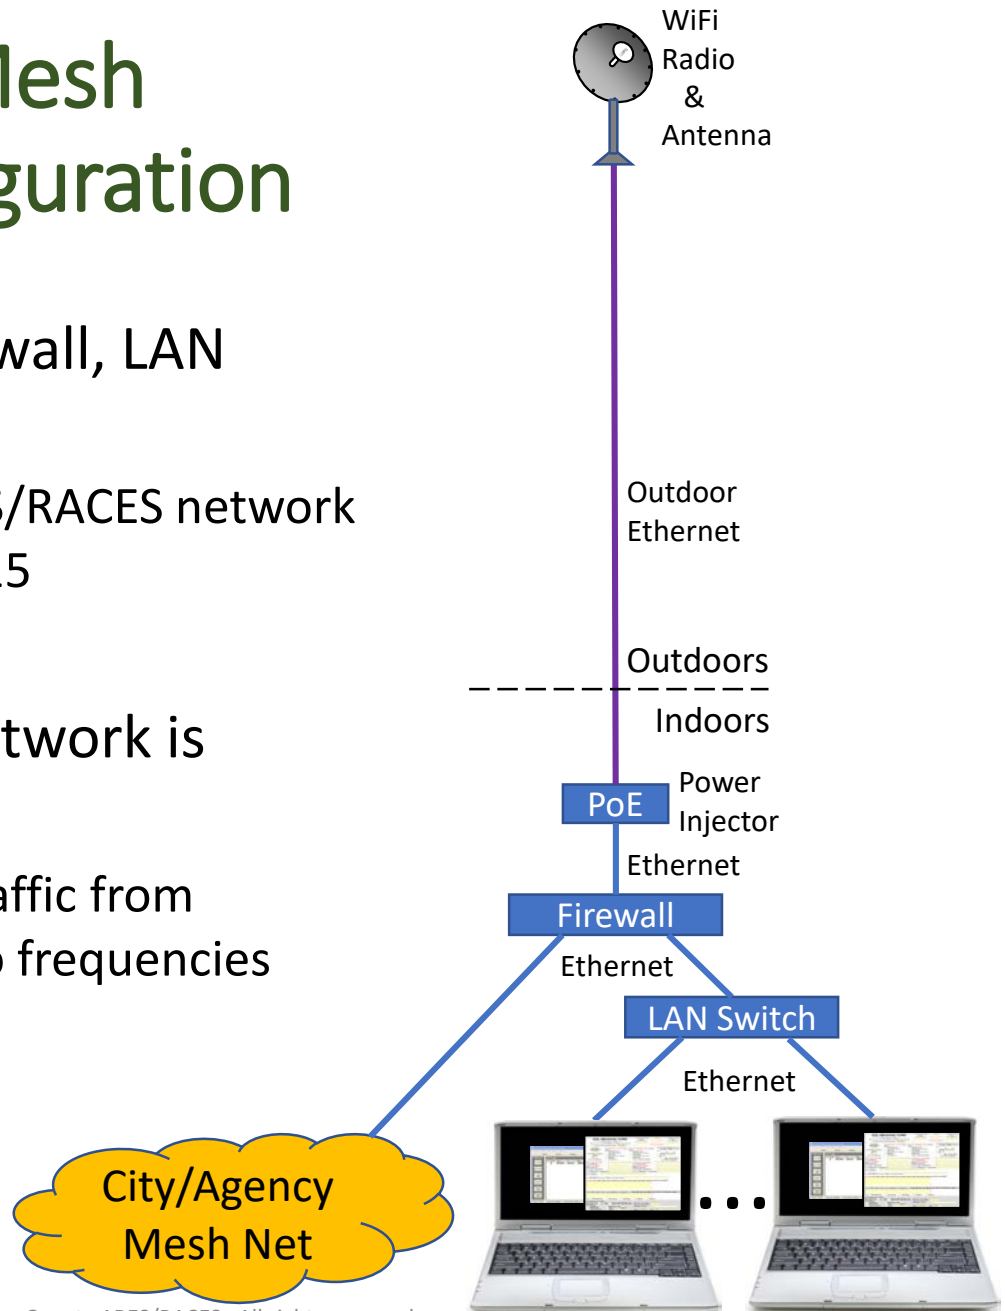 Mesh
guration
wall, LAN
S/RACES network
15
twork is
affic from
o frequencies
WiFi
Radio
&
Antenna
Outdoor
Ethernet
Outdoors
Indoors
PoE
Power
Injector
Ethernet
Firewall
Ethernet
LAN Switch
Ethernet
City/Agency
Mesh Net
...